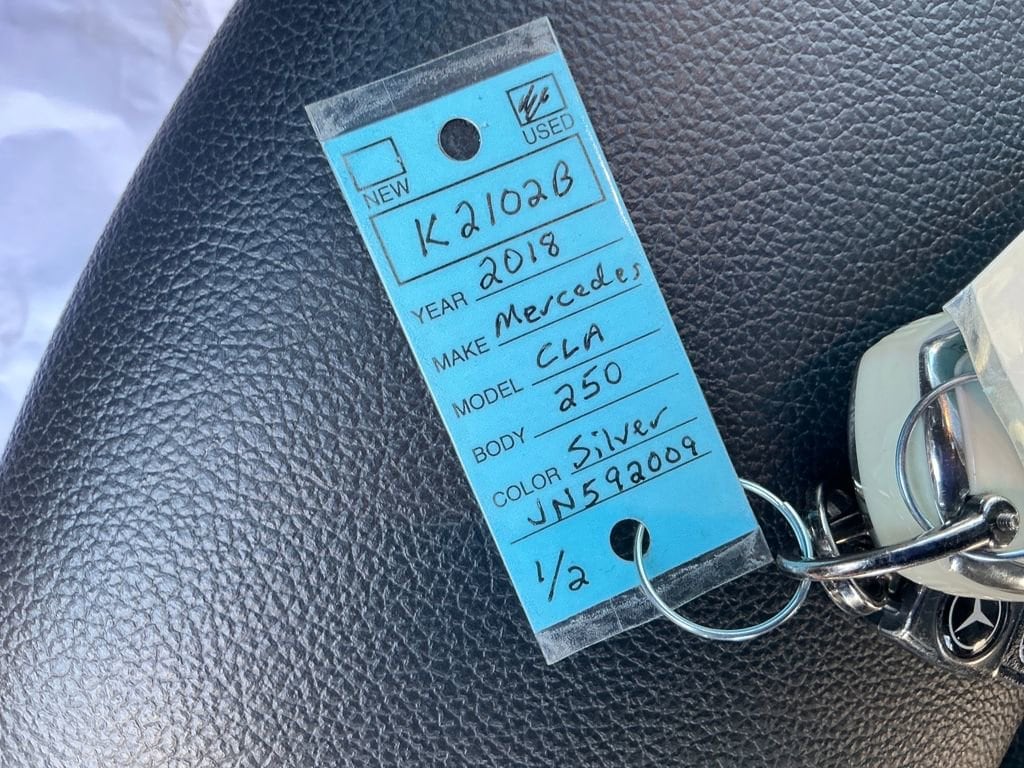 NEW
USED
K2102B
YEAR 2018
MAKE Mercedes
MODEL CLA
BODY 250
COLOR Silver
JN592009
1/2